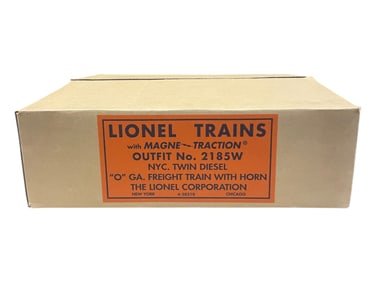 LIONEL TRAINS
with MAGNE-TRACTION®
OUTFIT No. 2185W
NYC. TWIN DIESEL
"O" GA. FREIGHT TRAIN WITH HORN
THE LIONEL CORPORATION
NEW YORK CHICAGO